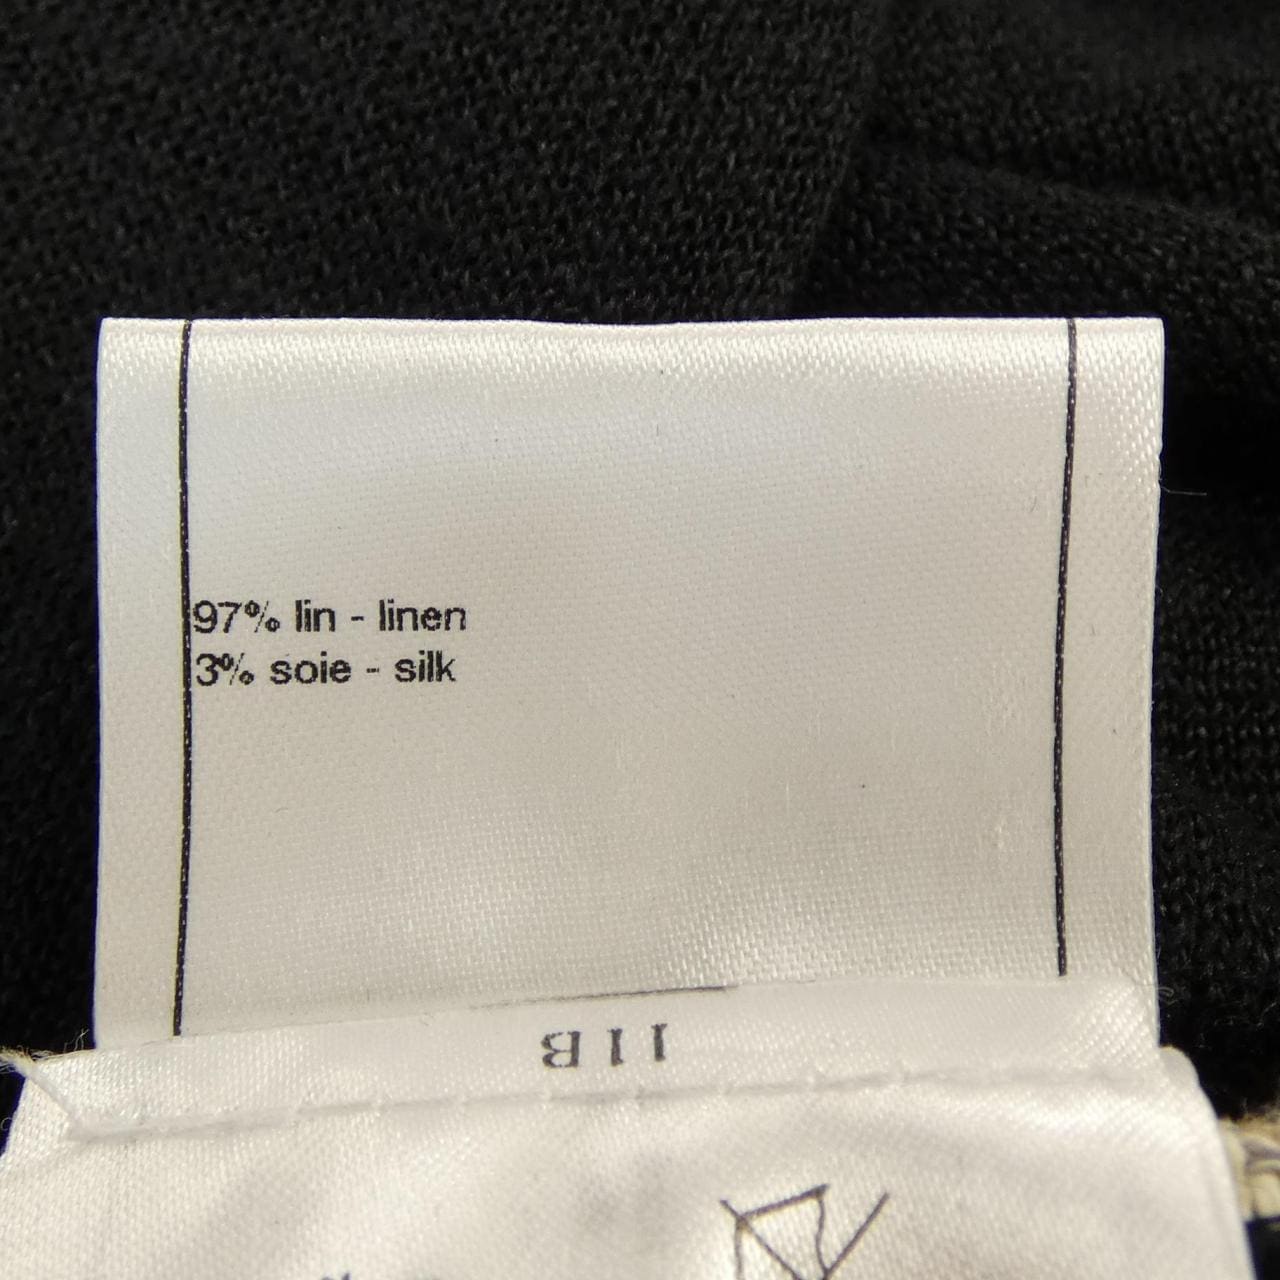 97% lin - linen
3% soie - silk
11B